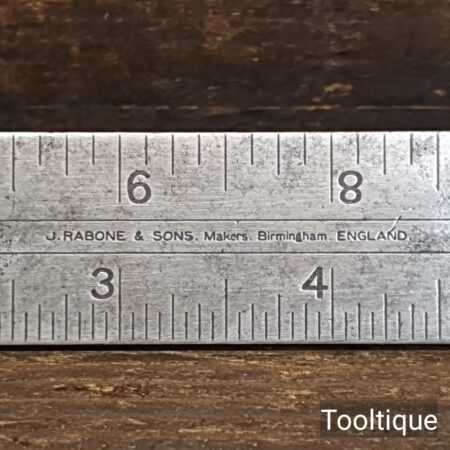 6 8
J. RABONE & SONS, Makers, Birmingham. ENGLAND.
3 4
Tooltique